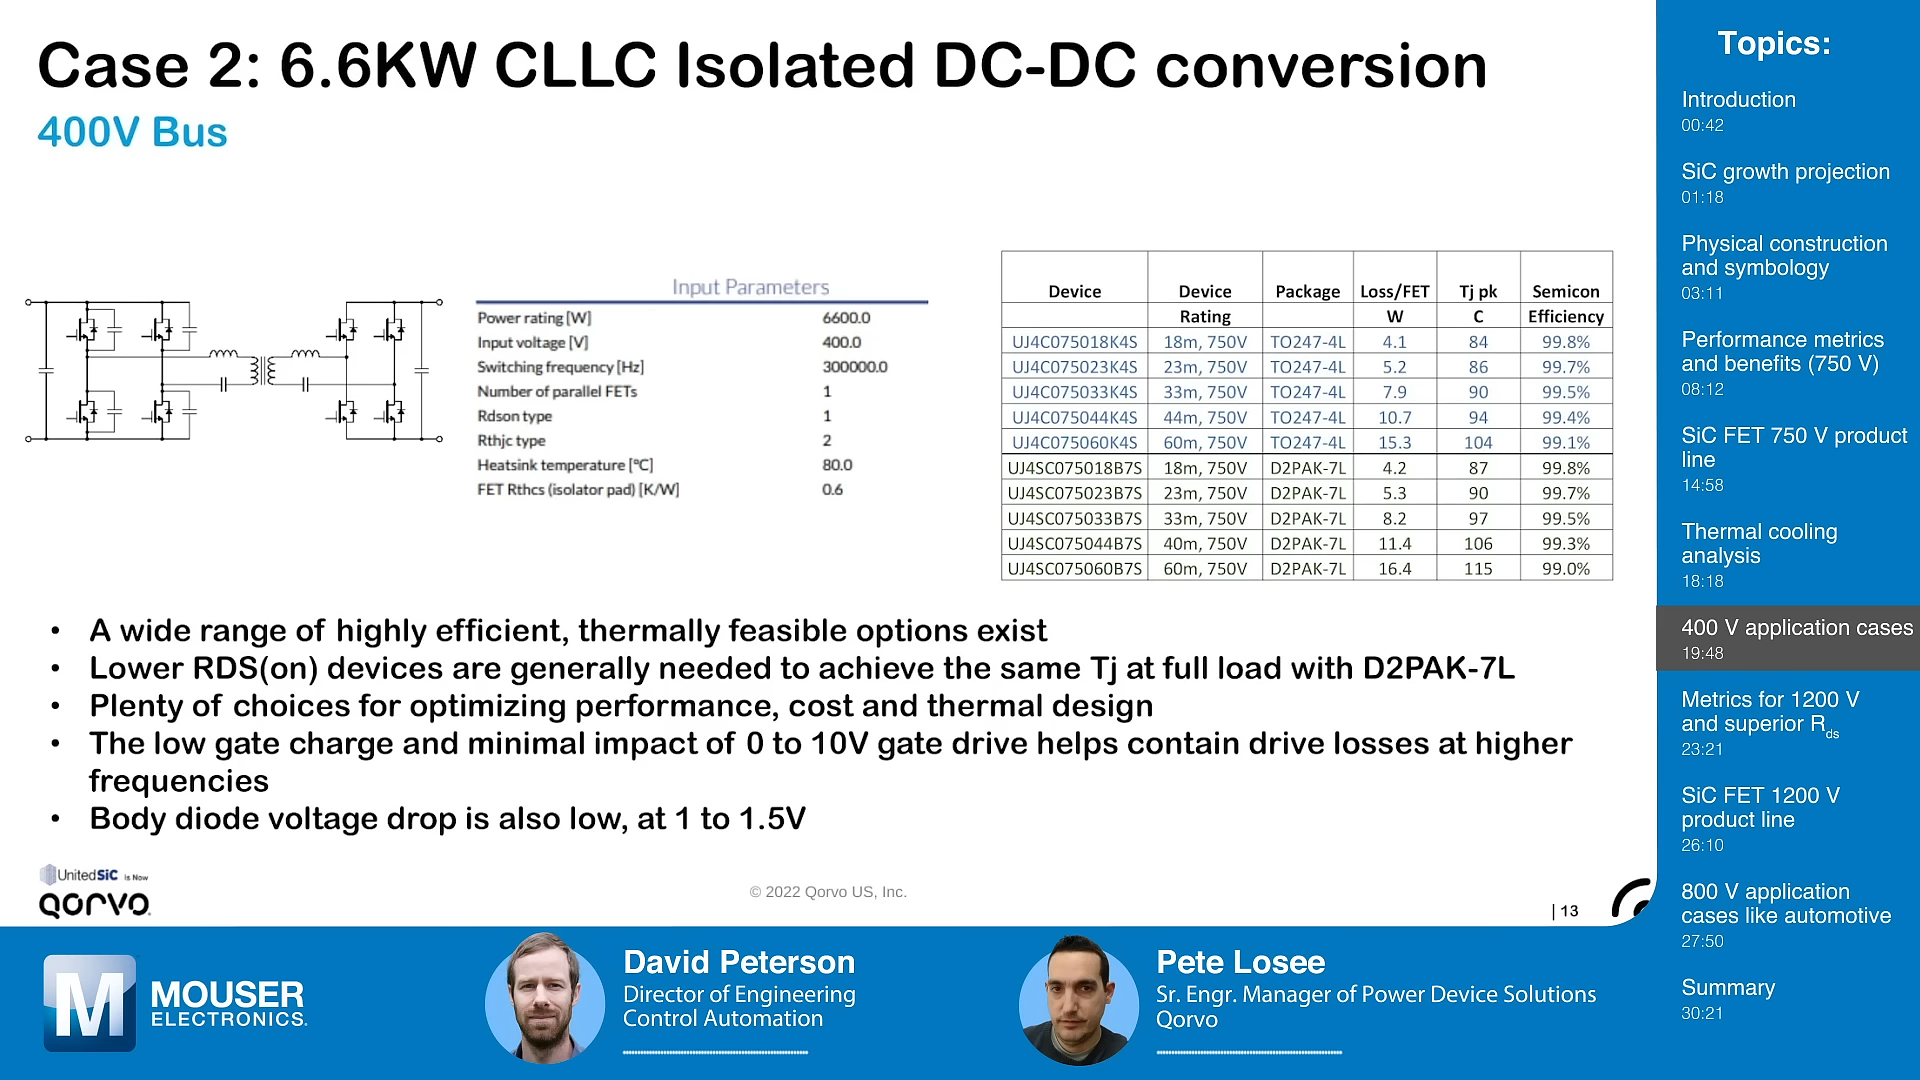 Case 2: 6.6KW CLLC Isolated DC-DC conversion
400V Bus
Input Parameters
Power rating [W] 6600.0
Input voltage [V] 400.0
Switching frequency [Hz] 300000.0
Number of parallel FETs 1
Rdson type 1
Rthjc type 2
Heatsink temperature [°C] 80.0
FET Rthcs (isolator pad) [K/W] 0.6
Device Device Package Loss/FET Tj pk Semicon
Rating W C Efficiency
UJ4C075018K4S 18m, 750V TO247-4L 4.1 84 99.8%
UJ4C075023K4S 23m, 750V TO247-4L 5.2 86 99.7%
UJ4C075033K4S 33m, 750V TO247-4L 7.9 90 99.5%
UJ4C075044K4S 44m, 750V TO247-4L 10.7 94 99.4%
UJ4C075060K4S 60m, 750V TO247-4L 15.3 104 99.1%
UJ4SC075018B7S 18m, 750V D2PAK-7L 4.2 87 99.8%
UJ4SC075023B7S 23m, 750V D2PAK-7L 5.3 90 99.7%
UJ4SC075033B7S 33m, 750V D2PAK-7L 8.2 97 99.5%
UJ4SC075044B7S 40m, 750V D2PAK-7L 11.4 106 99.3%
UJ4SC075060B7S 60m, 750V D2PAK-7L 16.4 115 99.0%
• A wide range of highly efficient, thermally feasible options exist
• Lower RDS(on) devices are generally needed to achieve the same Tj at full load with D2PAK-7L
• Plenty of choices for optimizing performance, cost and thermal design
• The low gate charge and minimal impact of 0 to 10V gate drive helps contain drive losses at higher
frequencies
• Body diode voltage drop is also low, at 1 to 1.5V
UnitedSiC is Now
QORVO
© 2022 Qorvo US, Inc.
| 13
Topics:
Introduction
00:42
SiC growth projection
01:18
Physical construction
and symbology
03:11
Performance metrics
and benefits (750 V)
08:12
SiC FET 750 V product
line
14:58
Thermal cooling
analysis
18:18
400 V application cases
19:48
Metrics for 1200 V
and superior Rds
23:21
SiC FET 1200 V
product line
26:10
800 V application
cases like automotive
27:50
Summary
30:21
M
MOUSER
ELECTRONICS.
David Peterson
Director of Engineering
Control Automation
Pete Losee
Sr. Engr. Manager of Power Device Solutions
Qorvo